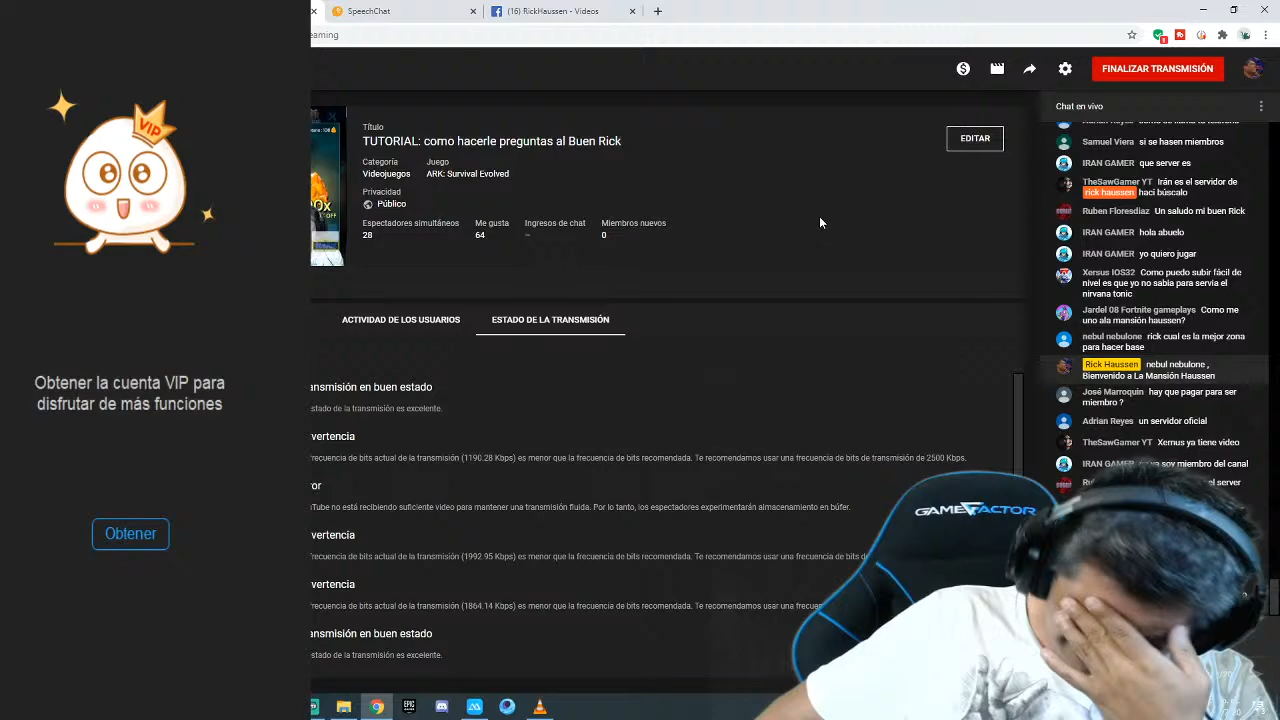 SpeechChat
(16) RickHaussen - Videos
eaming
FINALIZAR TRANSMISIÓN
Título
TUTORIAL: como hacerle preguntas al Buen Rick
EDITAR
Categoría
Juego
Videojuegos
ARK: Survival Evolved
Privacidad
Público
Espectadores simultáneos
Me gusta
Ingresos de chat
Miembros nuevos
28
64
–
0
ACTIVIDAD DE LOS USUARIOS
ESTADO DE LA TRANSMISIÓN
ansmisión en buen estado
stado de la transmisión es excelente.
vertencia
frecuencia de bits actual de la transmisión (1190.28 Kbps) es menor que la frecuencia de bits recomendada. Te recomendamos usar una frecuencia de bits de transmisión de 2500 Kbps.
or
uTube no está recibiendo suficiente video para mantener una transmisión fluida. Por lo tanto, los espectadores experimentarán almacenamiento en búfer.
vertencia
frecuencia de bits actual de la transmisión (1992.95 Kbps) es menor que la frecuencia de bits recomendada. Te recomendamos usar una frecuencia de bits d
vertencia
frecuencia de bits actual de la transmisión (1864.14 Kbps) es menor que la frecuencia de bits recomendada. Te recomendamos usar una frecue
ansmisión en buen estado
stado de la transmisión es excelente.
Chat en vivo
Samuel Viera si se hasen miembros
IRAN GAMER que server es
TheSawGamer YT Irán es el servidor de
rick haussen haci búscalo
Ruben Floresdiaz Un saludo mi buen Rick
IRAN GAMER hola abuelo
IRAN GAMER yo quiero jugar
Xersus IOS32 Como puedo subir fácil de
nivel es que yo no sabia para servia el
nirvana tonic
Jardel 08 Fortnite gameplays Como me
uno ala mansión haussen?
nebul nebulone rick cual es la mejor zona
para hacer base
Rick Haussen nebul nebulone ,
Bienvenido a La Mansión Haussen
José Marroquin hay que pagar para ser
miembro ?
Adrian Reyes un servidor oficial
TheSawGamer YT Xernus ya tiene video
IRAN GAMER ya soy miembro del canal
el server
GAMEFACTOR
VIP
Obtener la cuenta VIP para
disfrutar de más funciones
Obtener
EPIC